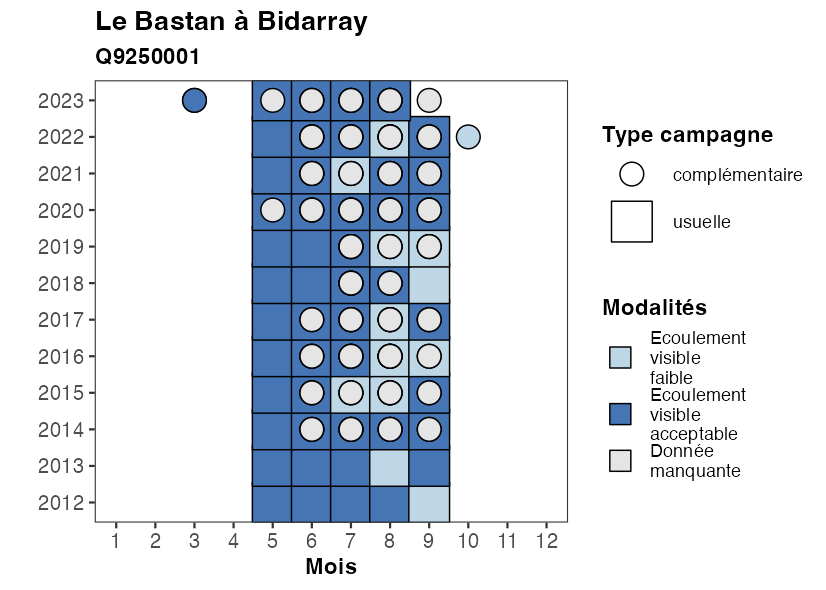 Le Bastan à Bidarray
Q9250001
2023
2022
2021
2020
2019
2018
2017
2016
2015
2014
2013
2012
1 2 3 4 5 6 7 8 9 10 11 12
Mois
Type campagne
complémentaire
usuelle
Modalités
Ecoulement
visible
faible
Ecoulement
visible
acceptable
Donnée
manquante